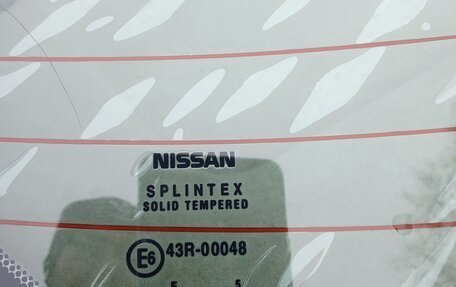 NISSAN
SPLINTEX
SOLID TEMPERED
E6 43R-00048